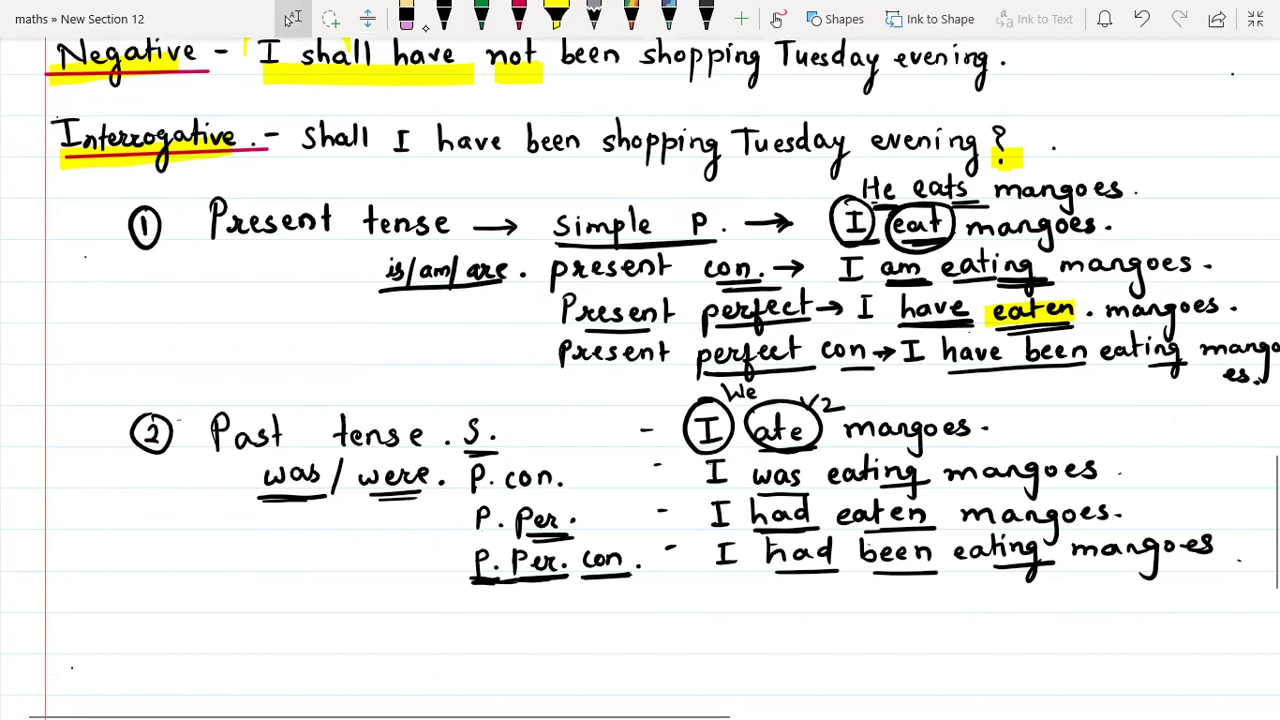 maths » New Section 12
Shapes Ink to Shape Ink to Text
Negative - I shall have not been shopping Tuesday evening.
Interrogative. - Shall I have been shopping Tuesday evening?
He eats mangoes.
① Present tense → simple P. → I eat mangoes.
is/am/are. present con. → I am eating mangoes.
Present perfect → I have eaten. mangoes.
Present perfect con → I have been eating mango
es.
We V2
② Past tense. S. - I ate mangoes.
was/were. P. con. - I was eating mangoes
P. Per. - I had eaten mangoes.
P. Per. con. - I had been eating mangoes.